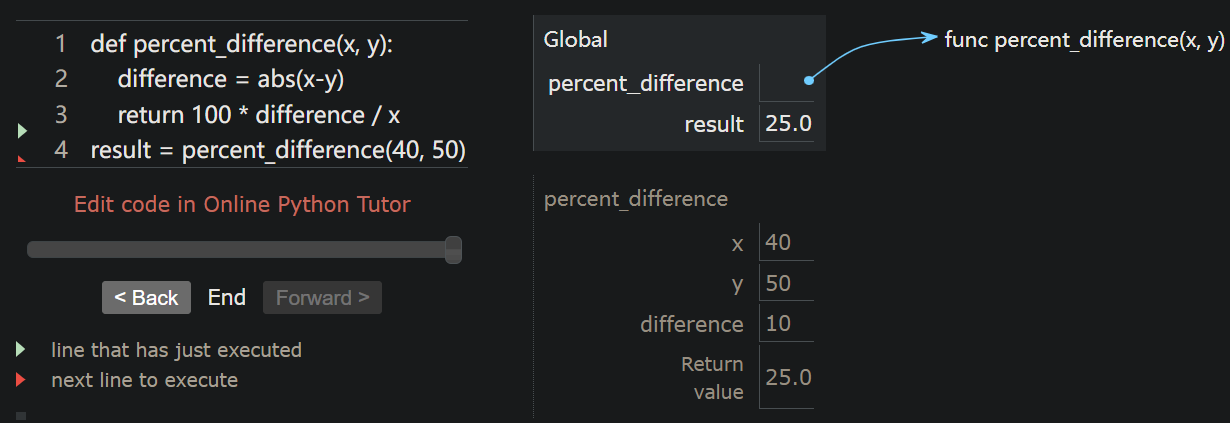 1 def percent_difference(x, y):
2 difference = abs(x-y)
3 return 100 * difference / x
4 result = percent_difference(40, 50)
Edit code in Online Python Tutor
< Back End Forward >
line that has just executed
next line to execute
Global
percent_difference
result 25.0
func percent_difference(x, y)
percent_difference
x 40
y 50
difference 10
Return
value 25.0